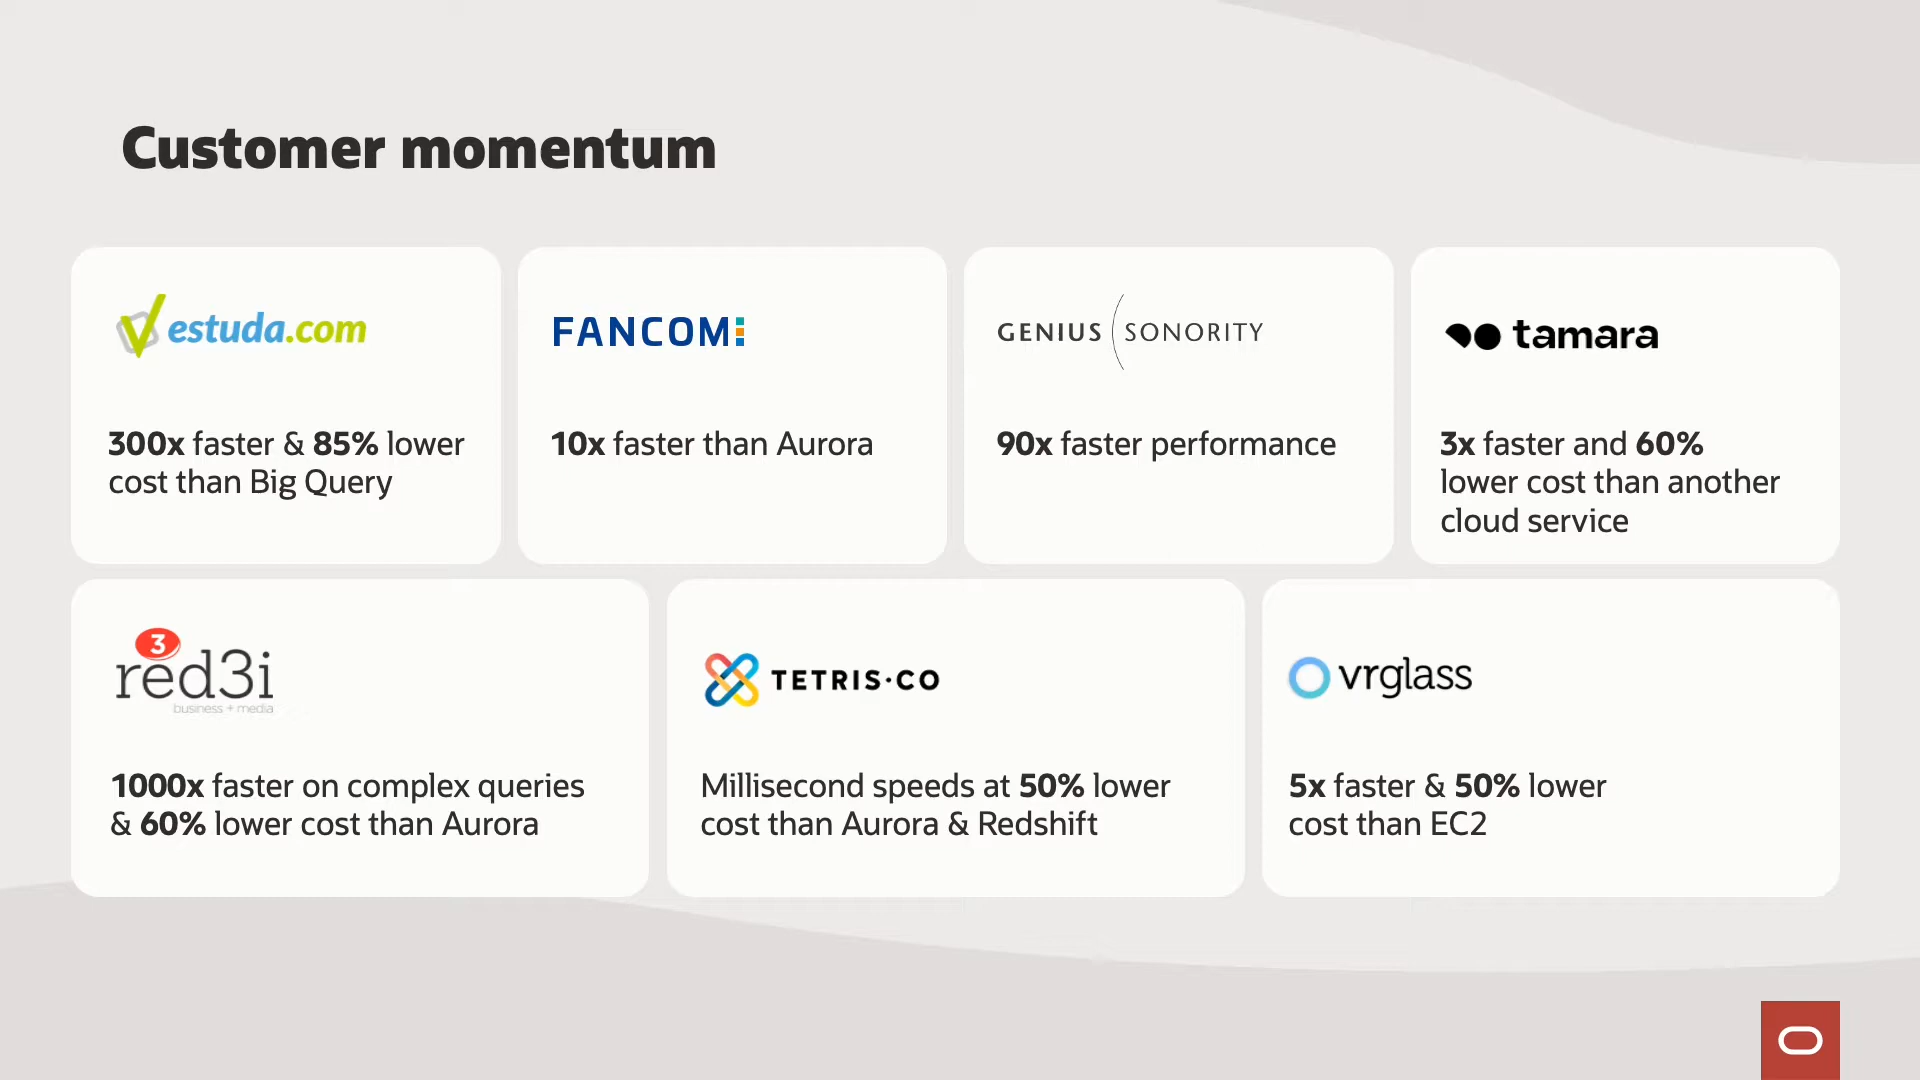 Customer momentum
estuda.com
FANCOM
GENIUS SONORITY
tamara
300x faster & 85% lower
cost than Big Query
10x faster than Aurora
90x faster performance
3x faster and 60%
lower cost than another
cloud service
3
red3i
business + media
TETRIS·CO
vrglass
1000x faster on complex queries
& 60% lower cost than Aurora
Millisecond speeds at 50% lower
cost than Aurora & Redshift
5x faster & 50% lower
cost than EC2